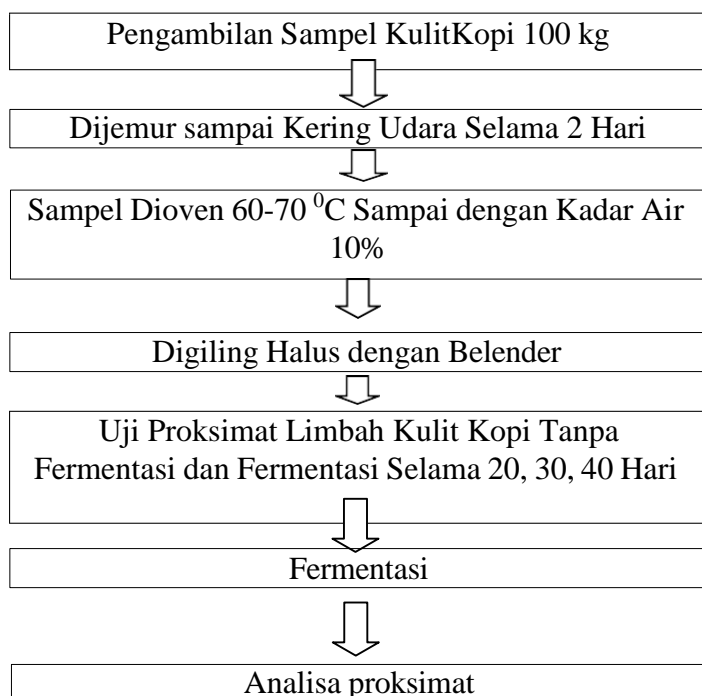 Pengambilan Sampel KulitKopi 100 kg
Dijemur sampai Kering Udara Selama 2 Hari
Sampel Dioven 60-70 ⁰C Sampai dengan Kadar Air
10%
Digiling Halus dengan Belender
Uji Proksimat Limbah Kulit Kopi Tanpa
Fermentasi dan Fermentasi Selama 20, 30, 40 Hari
Fermentasi
Analisa proksimat